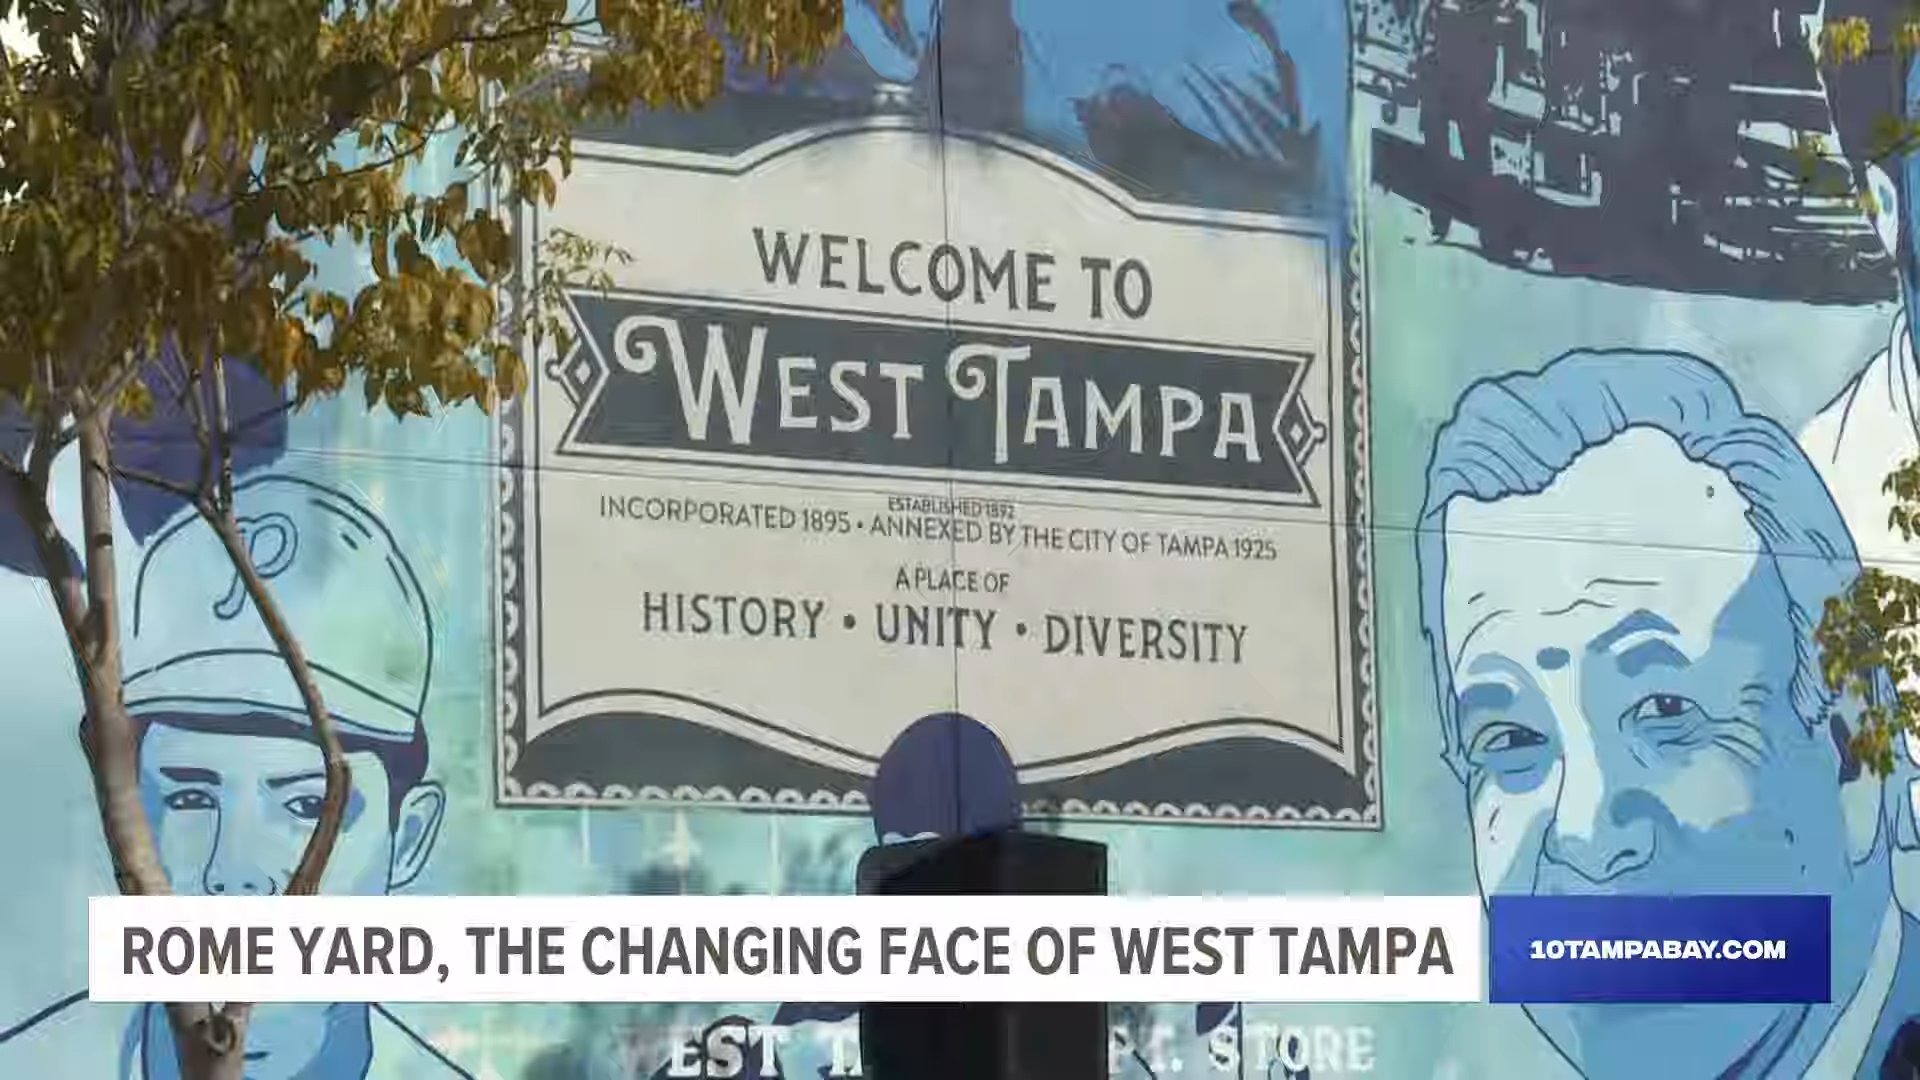 WELCOME TO
WEST TAMPA
ESTABLISHED 1892
INCORPORATED 1895 • ANNEXED BY THE CITY OF TAMPA 1925
A PLACE OF
HISTORY • UNITY • DIVERSITY
P
ROME YARD, THE CHANGING FACE OF WEST TAMPA
10TAMPABAY.COM
STORE